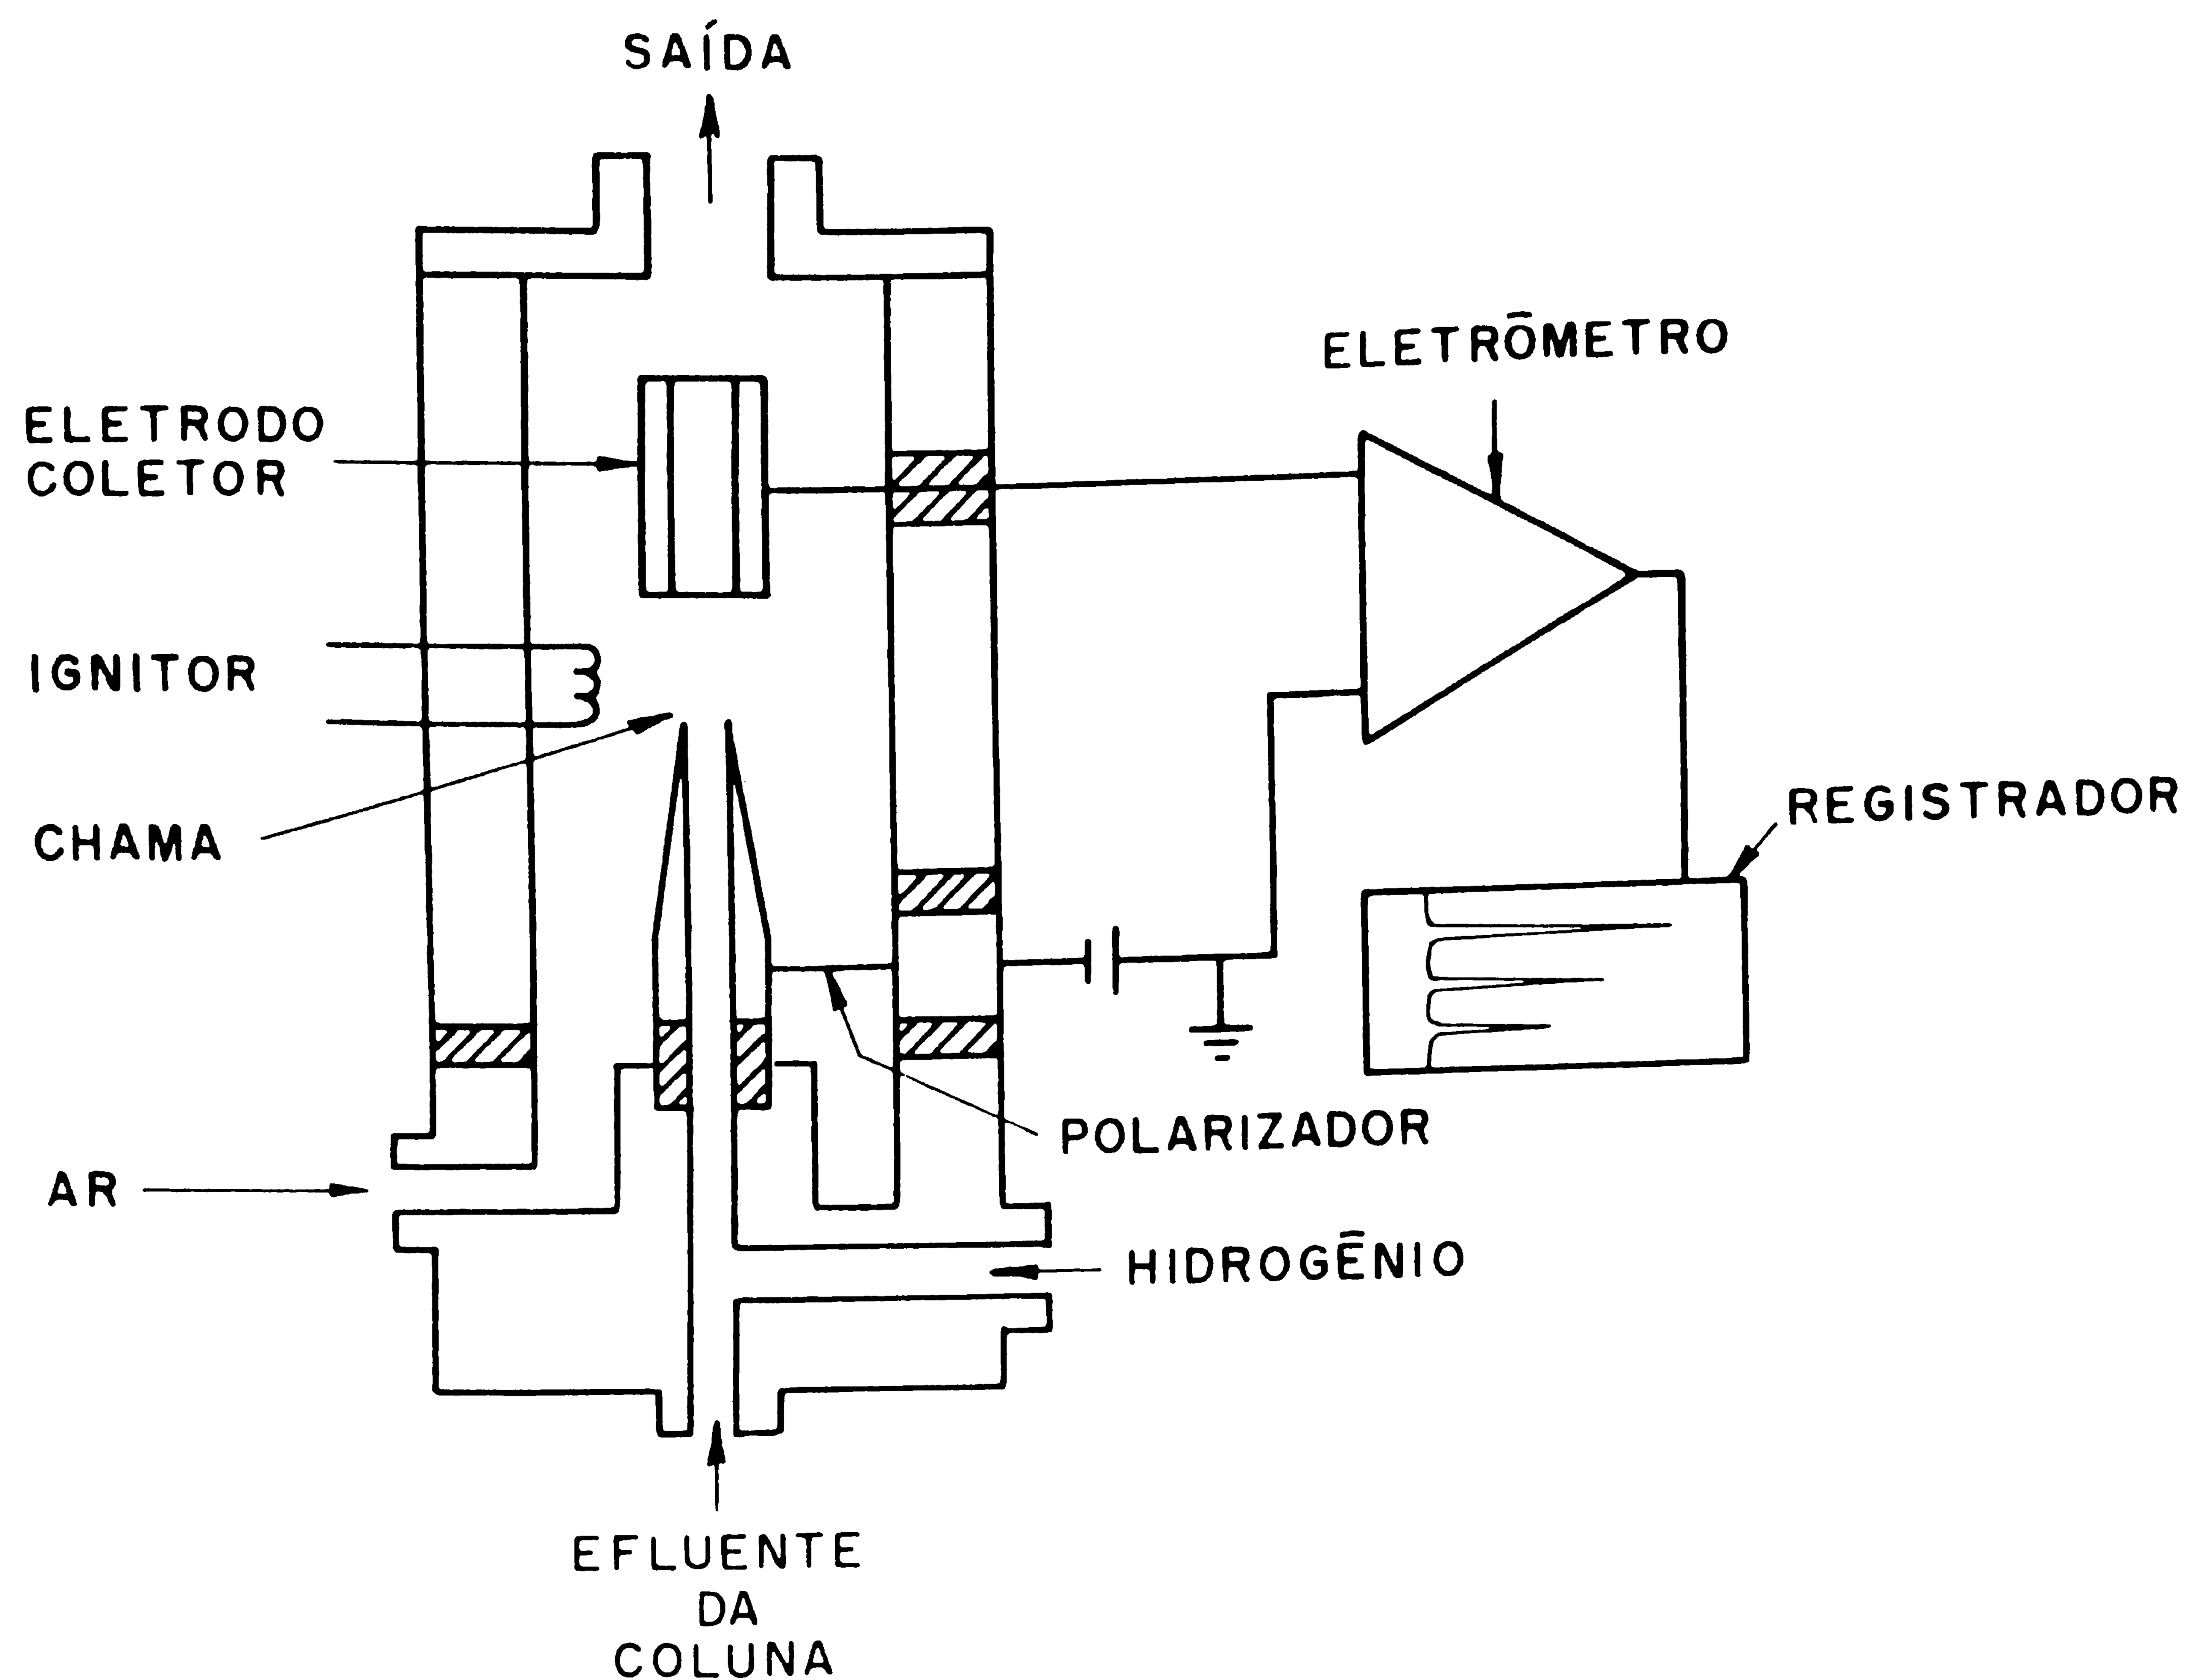 SAÍDA
ELETRÔMETRO
ELETRODO
COLETOR
IGNITOR
REGISTRADOR
CHAMA
POLARIZADOR
AR
HIDROGÊNIO
EFLUENTE
DA
COLUNA